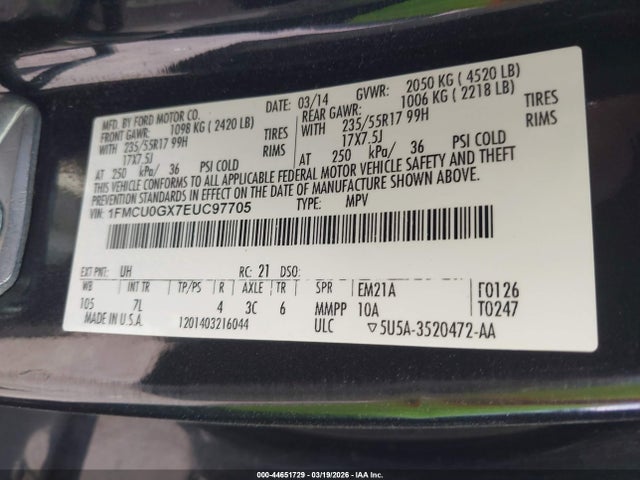 MFD. BY FORD MOTOR CO. 03/14 GVWR: 2050 KG ( 4520 LB)
FRONT GAWR: 1098 KG ( 2420 LB) REAR GAWR: 1006 KG ( 2218 LB)
WITH 235/55R17 99H TIRES WITH 235/55R17 99H TIRES
17X7.5J RIMS 17X7.5J RIMS
AT 250 kPa/ 36 PSI COLD AT 250 kPa/ 36 PSI COLD
THIS VEHICLE CONFORMS TO ALL APPLICABLE FEDERAL MOTOR VEHICLE SAFETY AND THEFT
PREVENTION STANDARDS IN EFFECT ON THE DATE OF MANUFACTURE SHOWN ABOVE.
VIN: 1FMCU0GX7EUC97705 TYPE: MPV
EXT PNT: UH RC: 21 DSO:
WB INT TR TP/PS R AXLE TR SPR EM21A Γ0126
105 7L 4 3C 6 MMPP 10A T0247
MADE IN U.S.A. 1201403216044 ULC ▽5U5A-3520472-AA
000-44651729 - 03/19/2026 - IAA Inc.